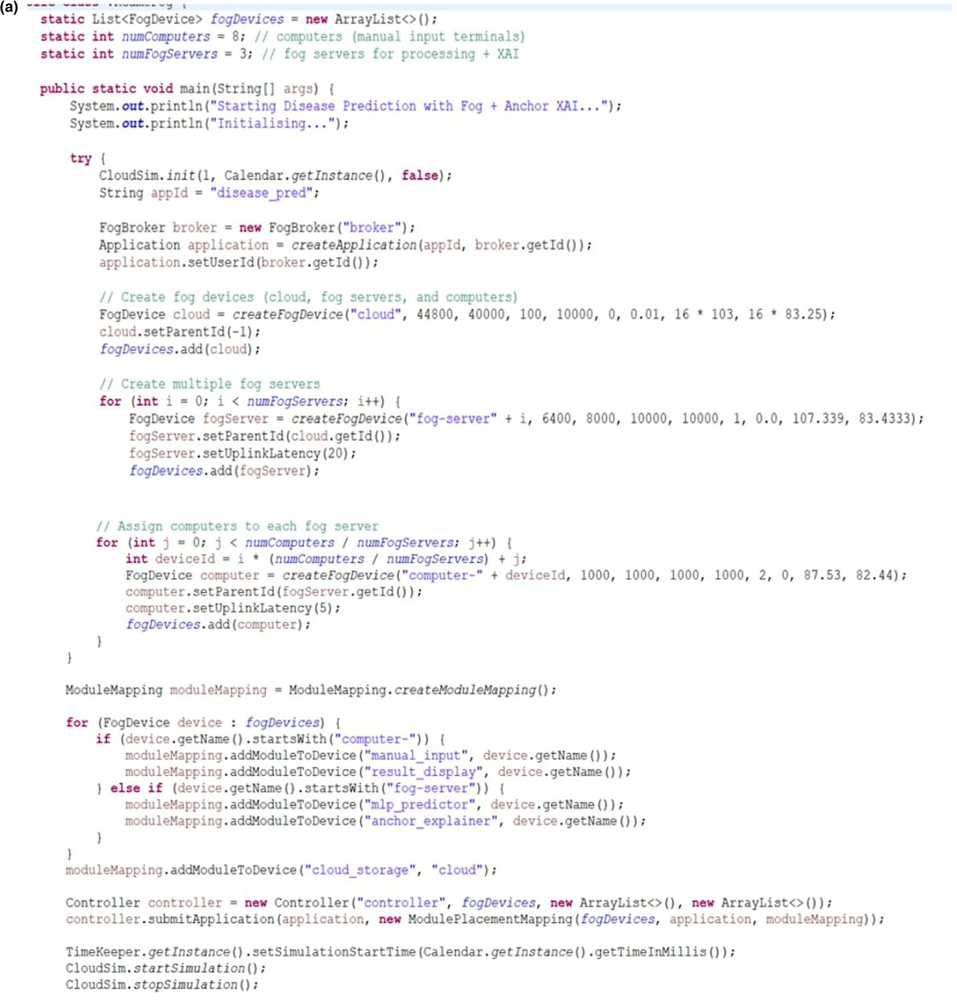 (a)
static List<FogDevice> fogDevices = new ArrayList<>();
static int numComputers = 8; // computers (manual input terminals)
static int numFogServers = 3; // fog servers for processing + XAI
public static void main(String[] args) {
System.out.println("Starting Disease Prediction with Fog + Anchor XAI...");
System.out.println("Initialising...");
try {
CloudSim.init(1, Calendar.getInstance(), false);
String appId = "disease_pred";
FogBroker broker = new FogBroker("broker");
Application application = createApplication(appId, broker.getId());
application.setUserId(broker.getId());
// Create fog devices (cloud, fog servers, and computers)
FogDevice cloud = createFogDevice("cloud", 44800, 40000, 100, 10000, 0, 0.01, 16 * 103, 16 * 83.25);
cloud.setParentId(-1);
fogDevices.add(cloud);
// Create multiple fog servers
for (int i = 0; i < numFogServers; i++) {
FogDevice fogServer = createFogDevice("fog-server" + i, 6400, 8000, 10000, 10000, 1, 0.0, 107.339, 83.4333);
fogServer.setParentId(cloud.getId());
fogServer.setUplinkLatency(20);
fogDevices.add(fogServer);
// Assign computers to each fog server
for (int j = 0; j < numComputers / numFogServers; j++) {
int deviceId = i * (numComputers / numFogServers) + j;
FogDevice computer = createFogDevice("computer-" + deviceId, 1000, 1000, 1000, 1000, 2, 0, 87.53, 82.44);
computer.setParentId(fogServer.getId());
computer.setUplinkLatency(5);
fogDevices.add(computer);
}
}
ModuleMapping moduleMapping = ModuleMapping.createModuleMapping();
for (FogDevice device : fogDevices) {
if (device.getName().startsWith("computer-")) {
moduleMapping.addModuleToDevice("manual_input", device.getName());
moduleMapping.addModuleToDevice("result_display", device.getName());
} else if (device.getName().startsWith("fog-server")) {
moduleMapping.addModuleToDevice("mlp_predictor", device.getName());
moduleMapping.addModuleToDevice("anchor_explainer", device.getName());
}
}
moduleMapping.addModuleToDevice("cloud_storage", "cloud");
Controller controller = new Controller("controller", fogDevices, new ArrayList<>(), new ArrayList<>());
controller.submitApplication(application, new ModulePlacementMapping(fogDevices, application, moduleMapping));
TimeKeeper.getInstance().setSimulationStartTime(Calendar.getInstance().getTimeInMillis());
CloudSim.startSimulation();
CloudSim.stopSimulation();